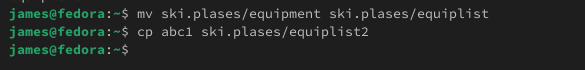 james@fedora:~$ mv ski.plases/equipment ski.plases/equiplist
james@fedora:~$ cp abc1 ski.plases/equiplist2
james@fedora:~$